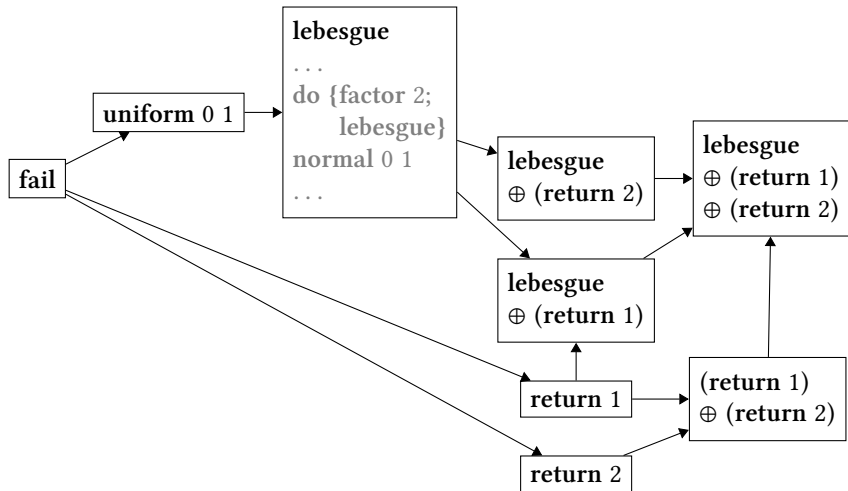 fail
uniform 0 1
lebesgue
. . .
do {factor 2;
lebesgue}
normal 0 1
. . .
lebesgue
⊕ (return 2)
lebesgue
⊕ (return 1)
⊕ (return 2)
lebesgue
⊕ (return 1)
return 1
(return 1)
⊕ (return 2)
return 2